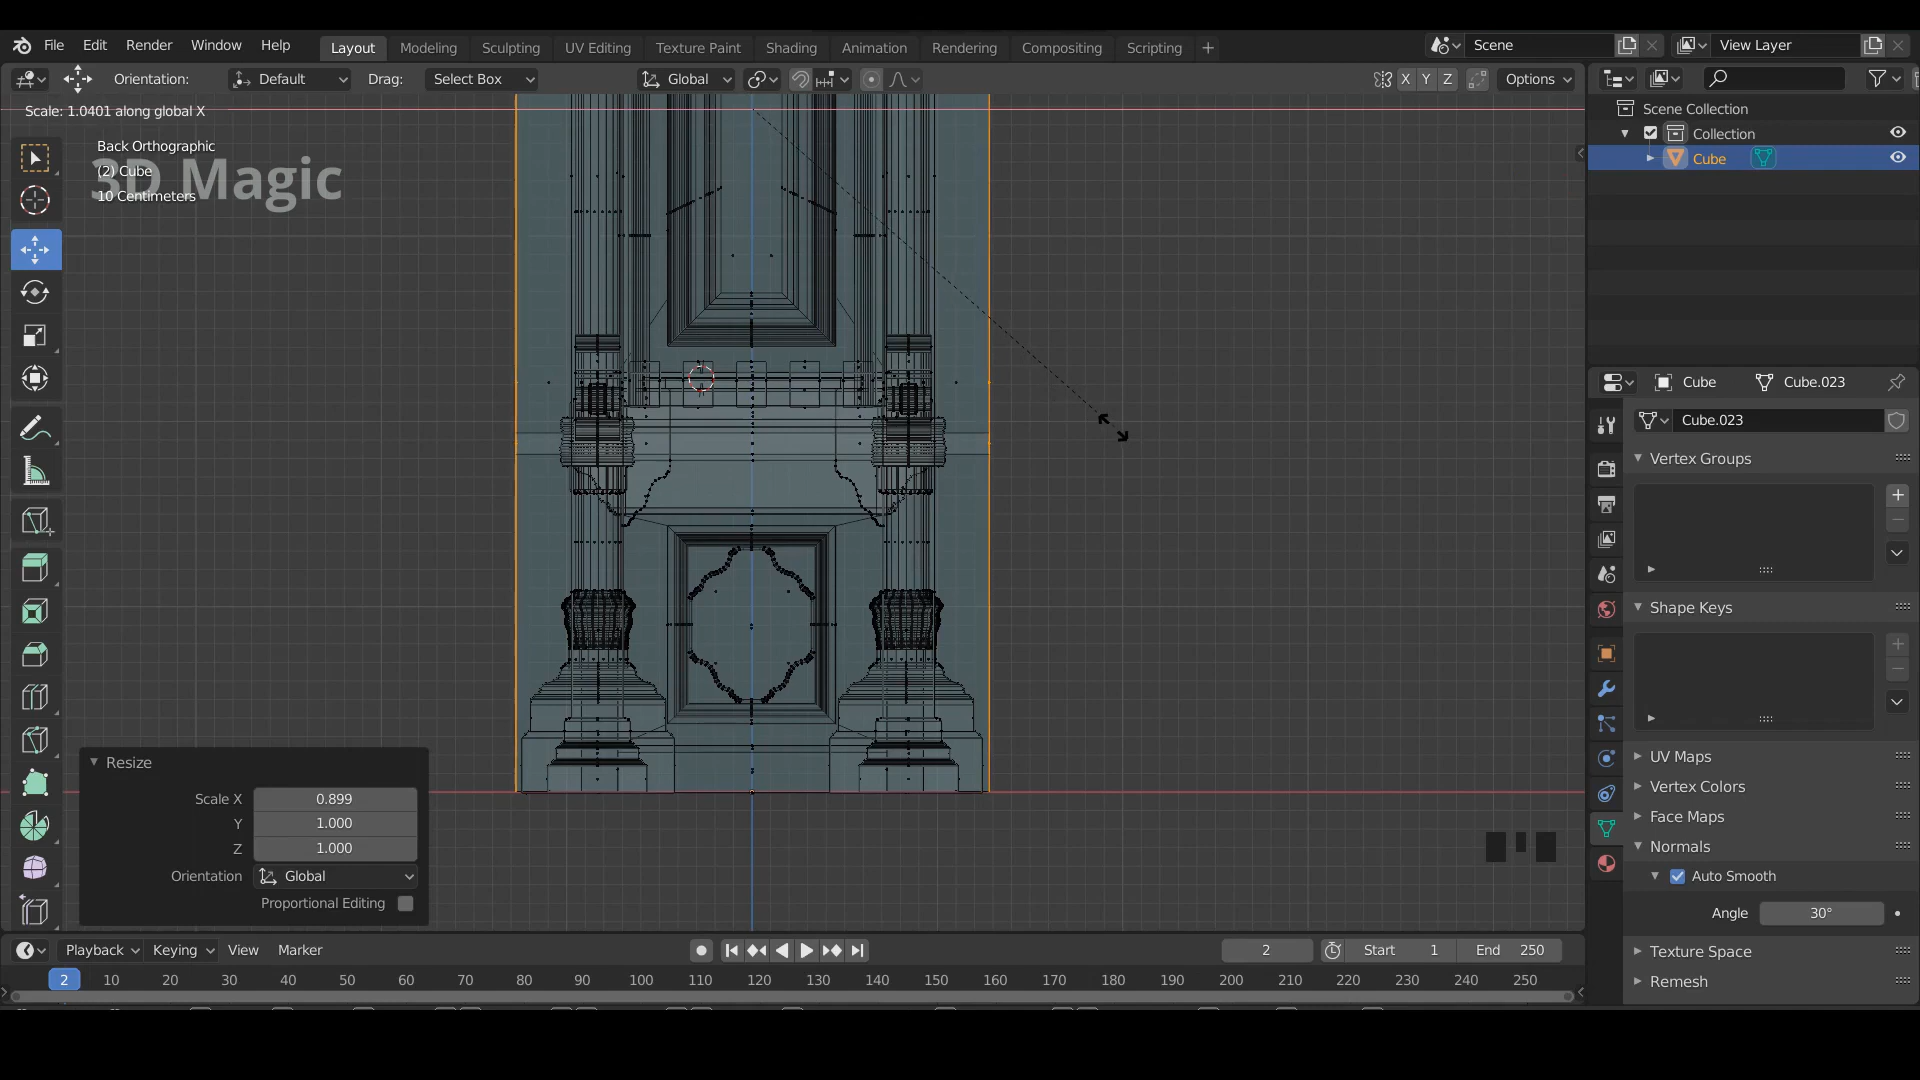 File Edit Render Window Help Layout Modeling Sculpting UV Editing Texture Paint Shading Animation Rendering Compositing Scripting + Scene View Layer
Orientation: Default Drag: Select Box Global X Y Z Options
Scale: 1.0401 along global X
Back Orthographic
(2) Cube
10 Centimeters
3D Magic
Scene Collection
Collection
Cube
Cube Cube.023
Cube.023
Vertex Groups
Shape Keys
UV Maps
Vertex Colors
Face Maps
Normals
Auto Smooth
Angle 30°
Texture Space
Remesh
Resize
Scale X 0.899
Y 1.000
Z 1.000
Orientation Global
Proportional Editing
Playback Keying View Marker 2 Start 1 End 250
2 10 20 30 40 50 60 70 80 90 100 110 120 130 140 150 160 170 180 190 200 210 220 230 240 250